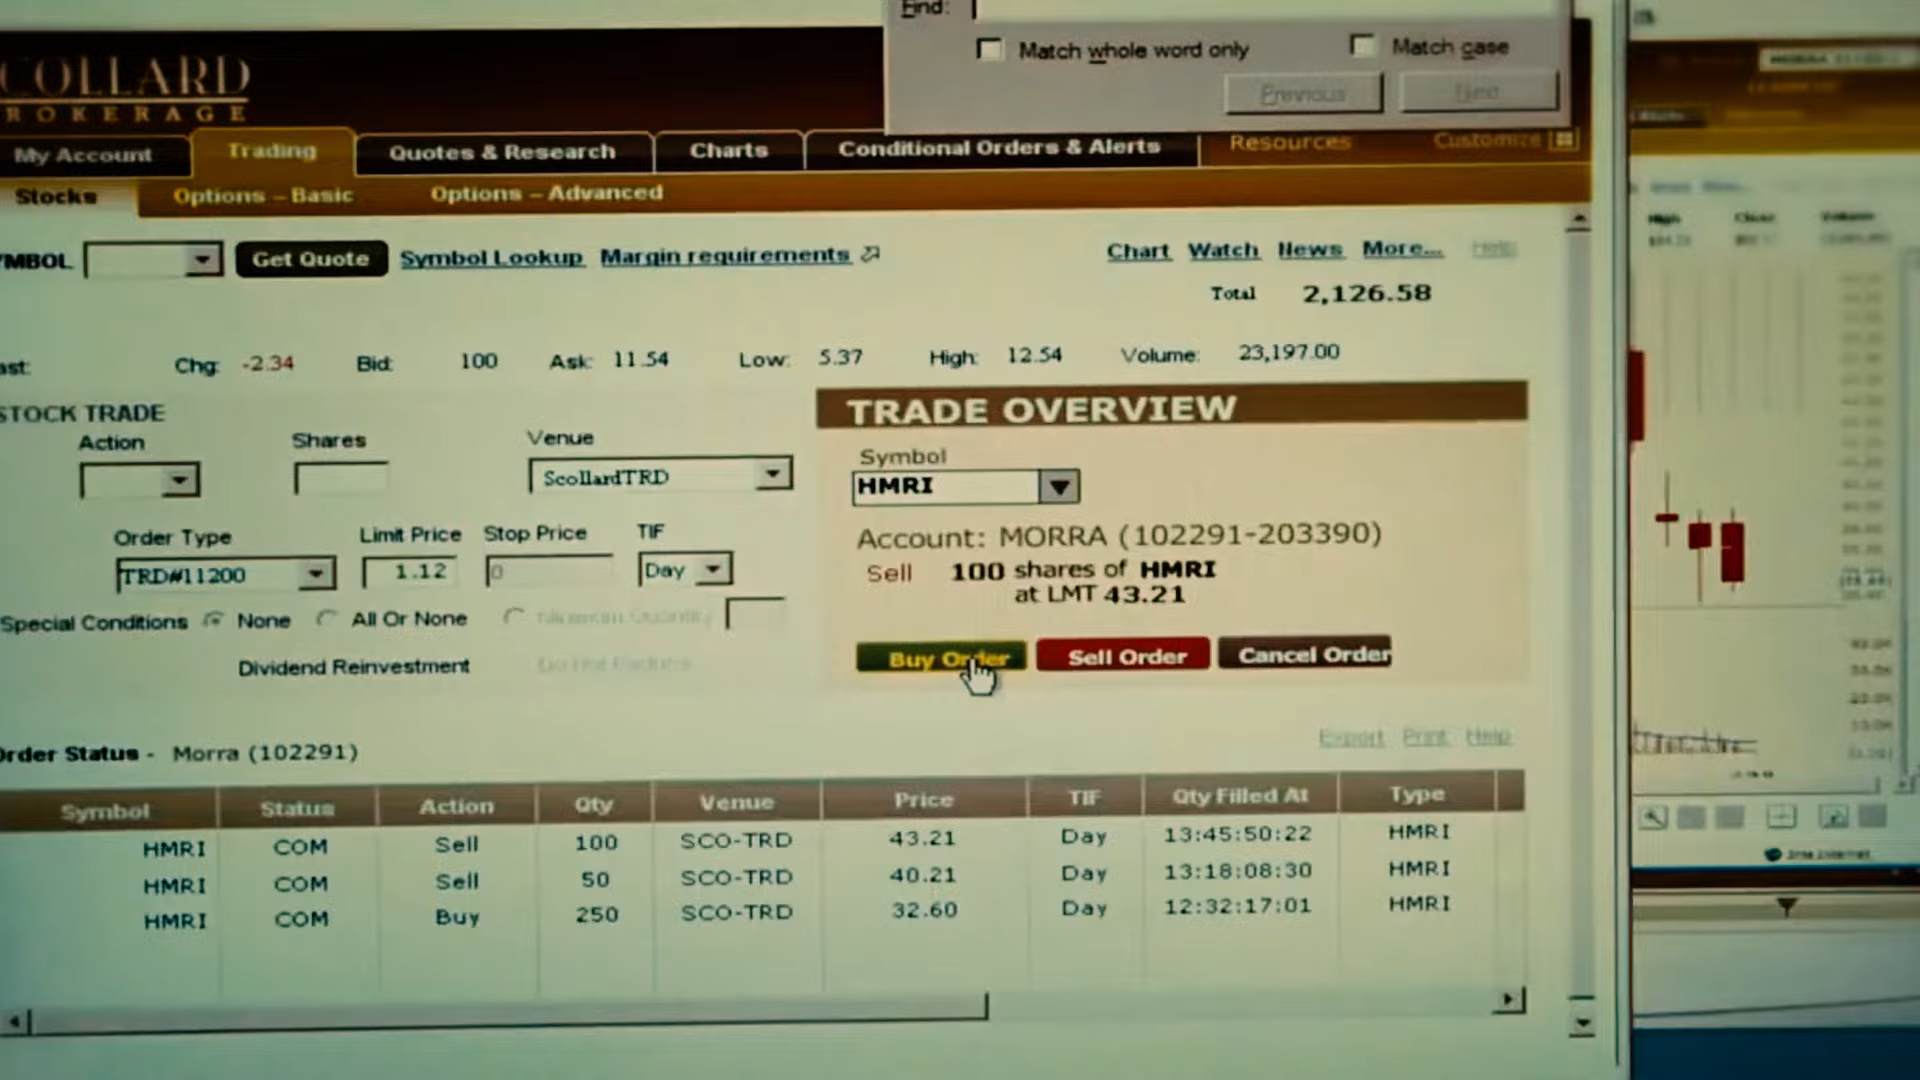 Find:
Match whole word only Match case
Previous Next
COLLARD
ROKERAGE
My Account Trading Quotes & Research Charts Conditional Orders & Alerts Resources Customize
Stocks Options - Basic Options - Advanced
MBOL Get Quote Symbol Lookup Margin requirements Chart Watch News More... Help
Total 2,126.58
ast: Chg: -2.34 Bid: 100 Ask: 11.54 Low: 5.37 High: 12.54 Volume: 23,197.00
STOCK TRADE
Action Shares Venue
ScollardTRD
Order Type Limit Price Stop Price TIF
TRD#11200 1.12 0 Day
Special Conditions None All Or None
Dividend Reinvestment
TRADE OVERVIEW
Symbol
HMRI
Account: MORRA (102291-203390)
Sell 100 shares of HMRI
at LMT 43.21
Buy Order Sell Order Cancel Order
Order Status - Morra (102291) Export Print Help
Symbol Status Action Qty Venue Price TIF Qty Filled At Type
HMRI COM Sell 100 SCO-TRD 43.21 Day 13:45:50:22 HMRI
HMRI COM Sell 50 SCO-TRD 40.21 Day 13:18:08:30 HMRI
HMRI COM Buy 250 SCO-TRD 32.60 Day 12:32:17:01 HMRI
High Close Volume